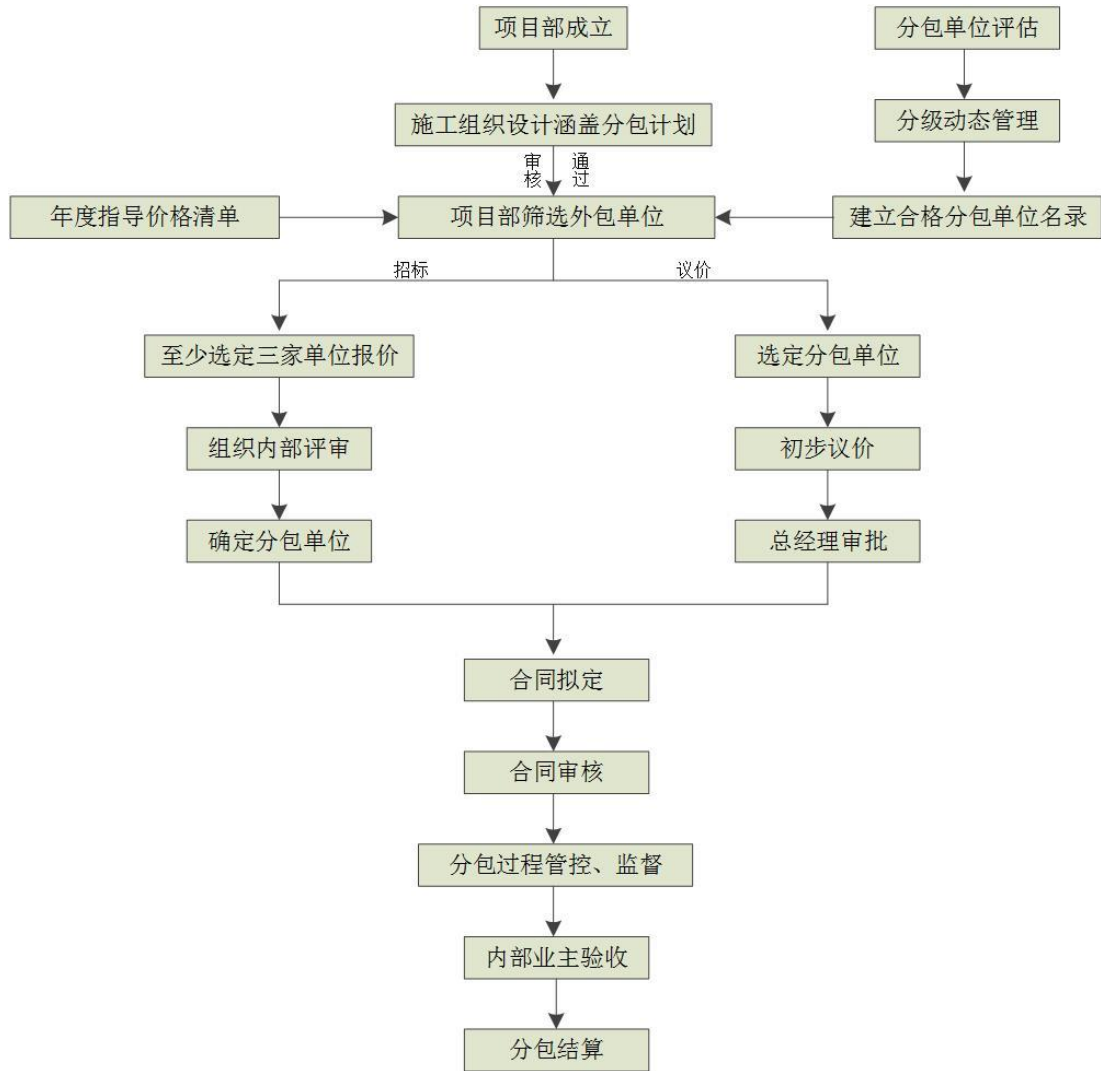 项目部成立
分包单位评估
施工组织设计涵盖分包计划
分级动态管理
审核
通过
年度指导价格清单
项目部筛选外包单位
建立合格分包单位名录
招标
议价
至少选定三家单位报价
选定分包单位
组织内部评审
初步议价
确定分包单位
总经理审批
合同拟定
合同审核
分包过程管控、监督
内部业主验收
分包结算